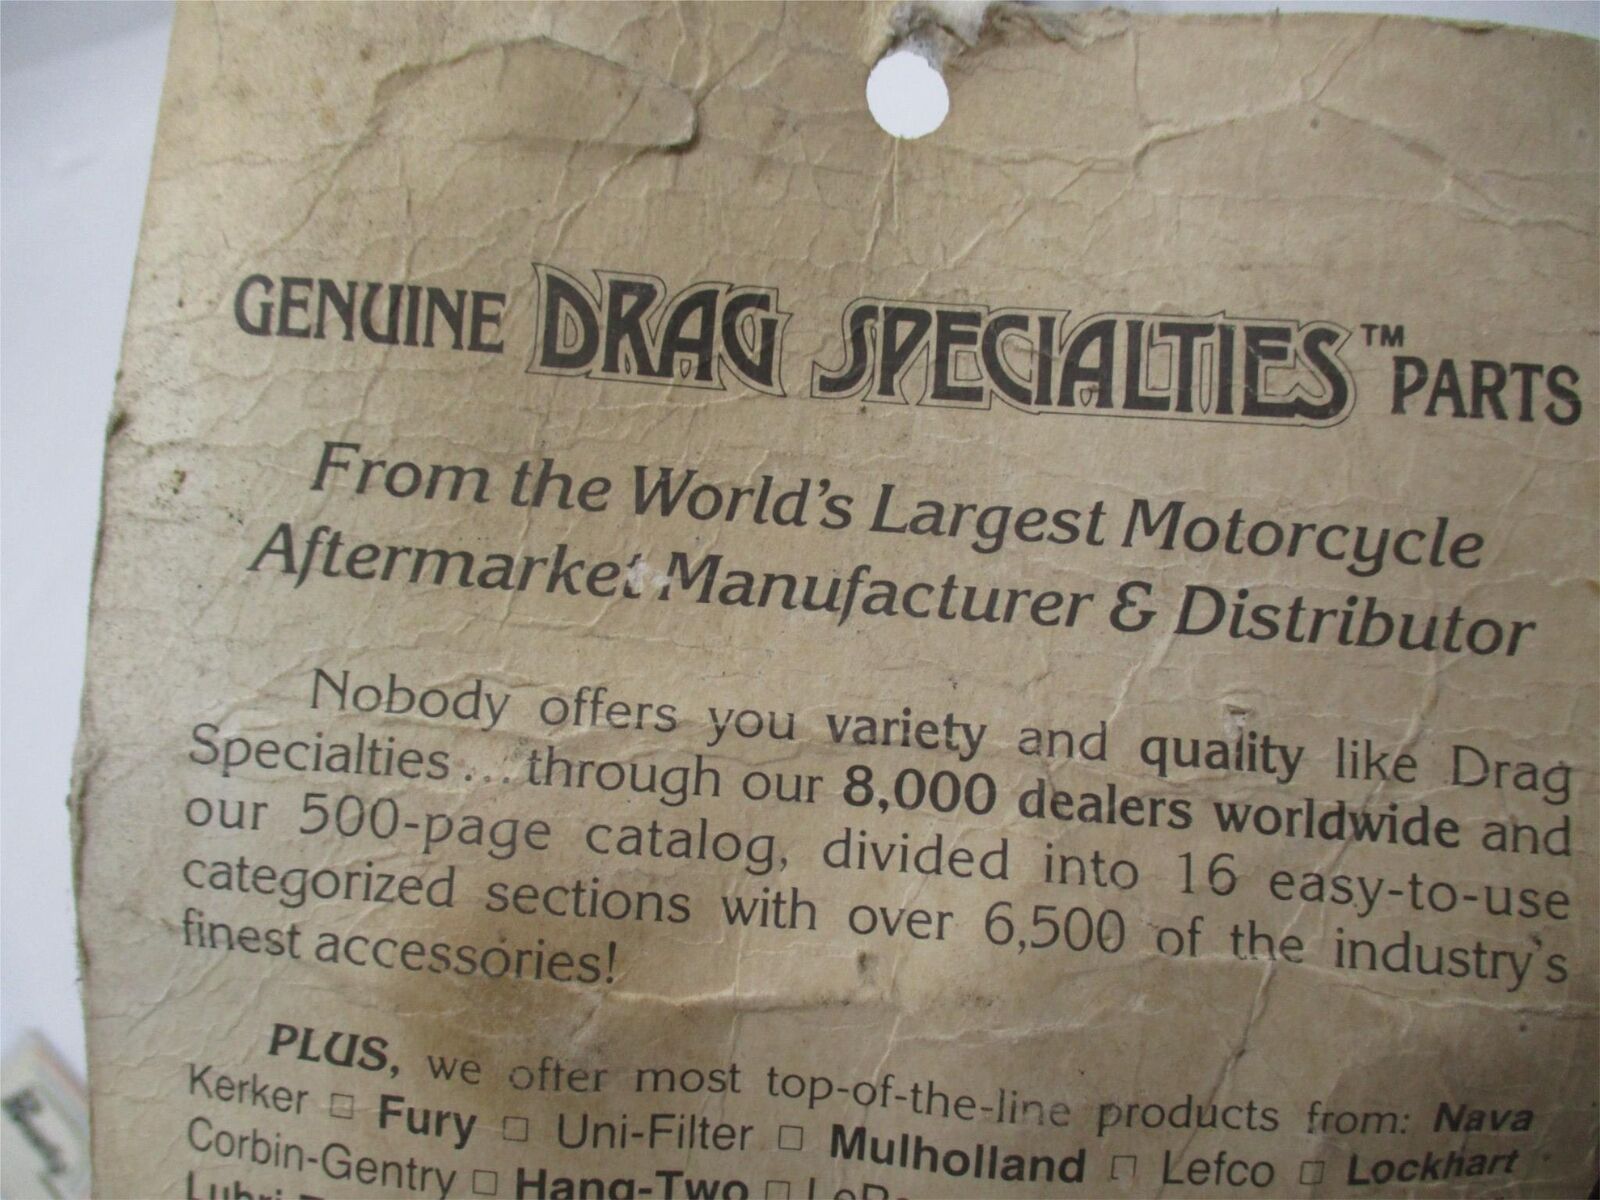 GENUINE DRAG SPECIALTIES™ PARTS
From the World's Largest Motorcycle
Aftermarket Manufacturer & Distributor
Nobody offers you variety and quality like Drag
Specialties... through our 8,000 dealers worldwide and
our 500-page catalog, divided into 16 easy-to-use
categorized sections with over 6,500 of the industry's
finest accessories!
PLUS, we offer most top-of-the-line products from: Nava
Kerker □ Fury □ Uni-Filter □ Mulholland □ Lefco □ Lockhart
Corbin-Gentry □ Hang-Two □